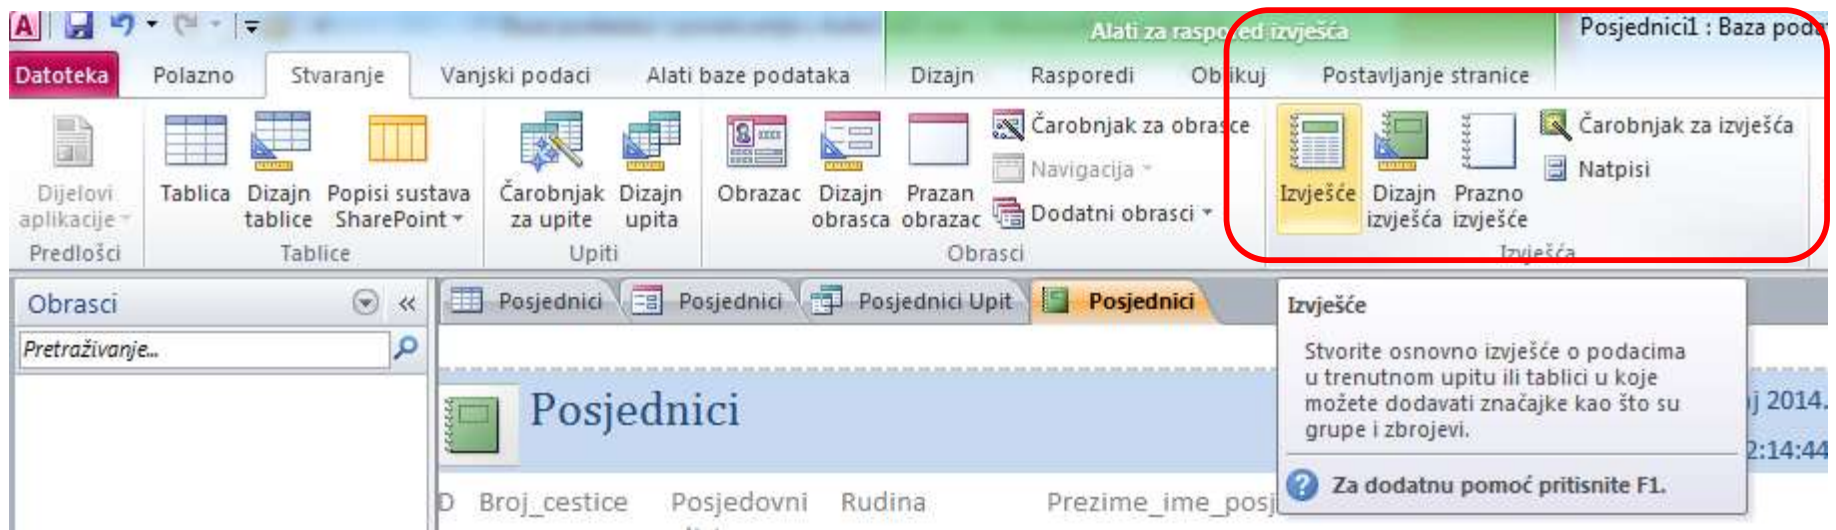 Alati za raspored izvješća
Posjednici1 : Baza podat
Datoteka Polazno Stvaranje Vanjski podaci Alati baze podataka Dizajn Rasporedi Oblikuj Postavljanje stranice
Dijelovi
aplikacije
Predlošci
Tablica
Dizajn
tablice
Popisi sustava
SharePoint
Tablice
Čarobnjak
za upite
Dizajn
upita
Upiti
Obrazac
Dizajn
obrasca
Prazan
obrazac
Čarobnjak za obrasce
Navigacija
Dodatni obrasci
Obrasci
Izvješće
Dizajn
izvješća
Prazno
izvješće
Čarobnjak za izvješća
Natpisi
Izvješća
Obrasci
Pretraživanje...
Posjednici Posjednici Posjednici Upit Posjednici
Posjednici
j 2014.
2:14:44
D Broj_cestice Posjedovni Rudina Prezime_ime_posj
Izvješće
Stvorite osnovno izvješće o podacima
u trenutnom upitu ili tablici u koje
možete dodavati značajke kao što su
grupe i zbrojevi.
Za dodatnu pomoć pritisnite F1.